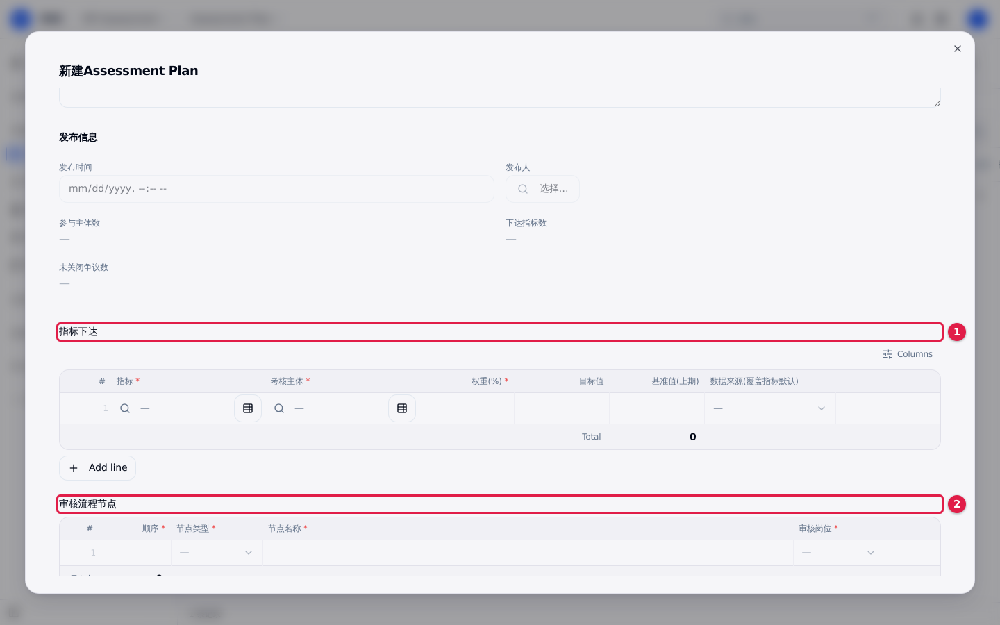 新建Assessment Plan
发布信息
发布时间
发布人
mm/dd/yyyy, --:-- --
选择...
参与主体数
下达指标数
—
—
未关闭争议数
—
指标下达
1
Columns
# 指标 * 考核主体 * 权重(%) * 目标值 基准值(上期) 数据来源(覆盖指标默认)
1 — — —
Total 0
Add line
审核流程节点
2
# 顺序 * 节点类型 * 节点名称 * 审核岗位 *
1 — —